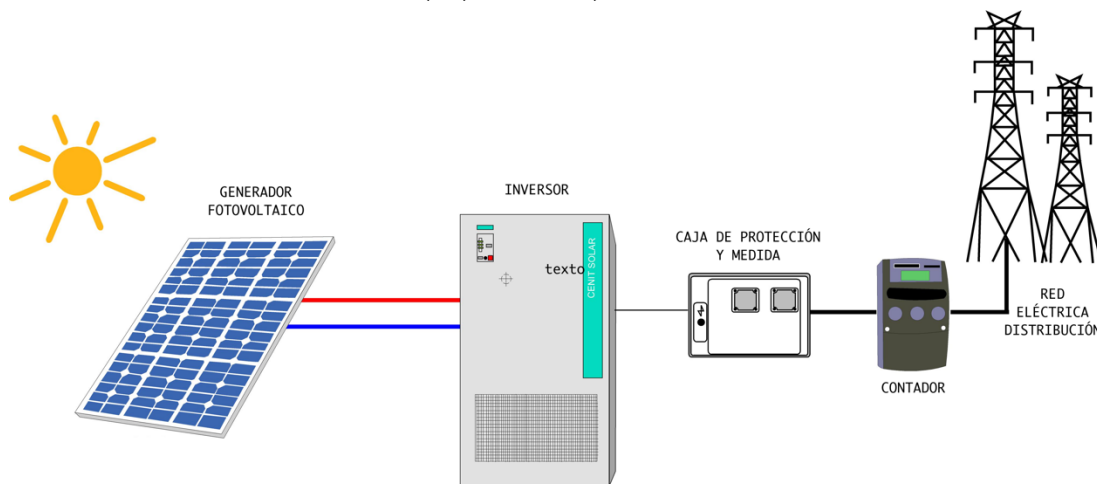 GENERADOR
FOTOVOLTAICO
INVERSOR
texto
CENIT SOLAR
CAJA DE PROTECCIÓN
Y MEDIDA
CONTADOR
RED
ELÉCTRICA
DISTRIBUCIÓN